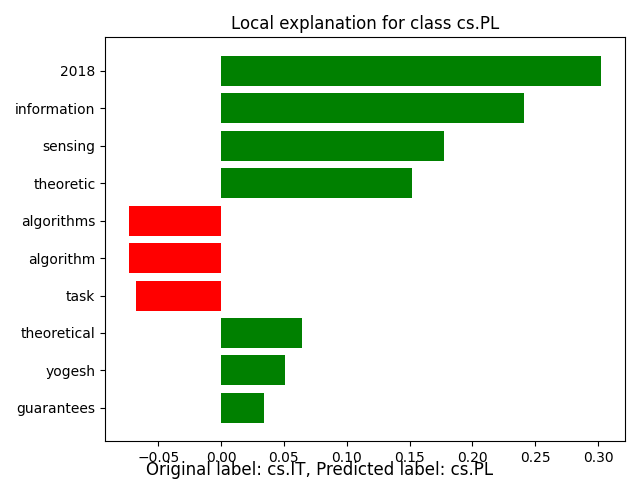 Local explanation for class cs.PL
2018
information
sensing
theoretic
algorithms
algorithm
task
theoretical
yogesh
guarantees
−0.05 0.00 0.05 0.10 0.15 0.20 0.25 0.30
Original label: cs.IT, Predicted label: cs.PL